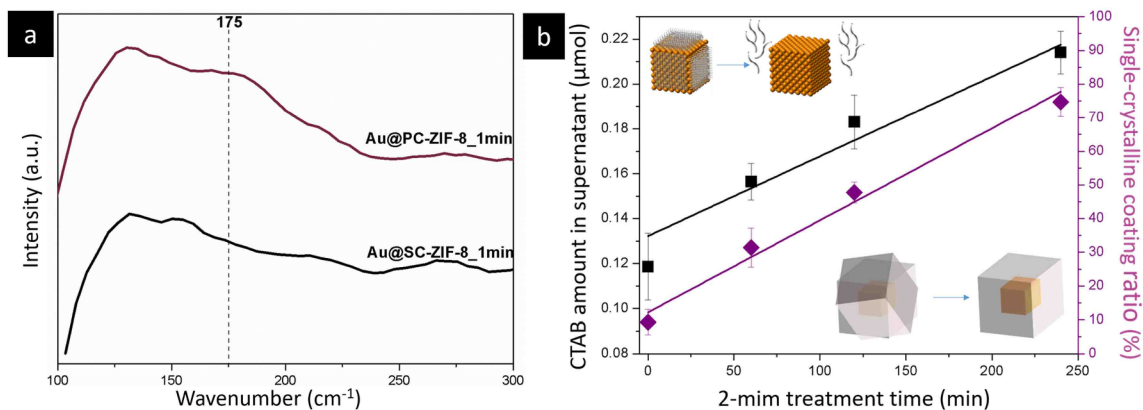 a
175
Au@PC-ZIF-8_1min
Au@SC-ZIF-8_1min
Intensity (a.u.)
100 150 200 250 300
Wavenumber (cm⁻¹)
b
CTAB amount in supernatant (μmol)
0.22
0.20
0.18
0.16
0.14
0.12
0.10
0.08
0 50 100 150 200 250
2-mim treatment time (min)
100
90
80
70
60
50
40
30
20
10
0
Single-crystalline coating ratio (%)